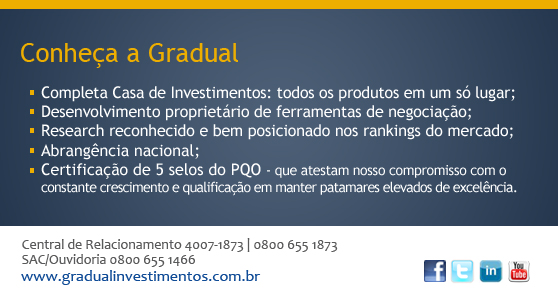 Conheça a Gradual
▪ Completa Casa de Investimentos: todos os produtos em um só lugar;
▪ Desenvolvimento proprietário de ferramentas de negociação;
▪ Research reconhecido e bem posicionado nos rankings do mercado;
▪ Abrangência nacional;
▪ Certificação de 5 selos do PQO - que atestam nosso compromisso com o
constante crescimento e qualificação em manter patamares elevados de excelência.
Central de Relacionamento 4007-1873 | 0800 655 1873
SAC/Ouvidoria 0800 655 1466
www.gradualinvestimentos.com.br
f t in You Tube